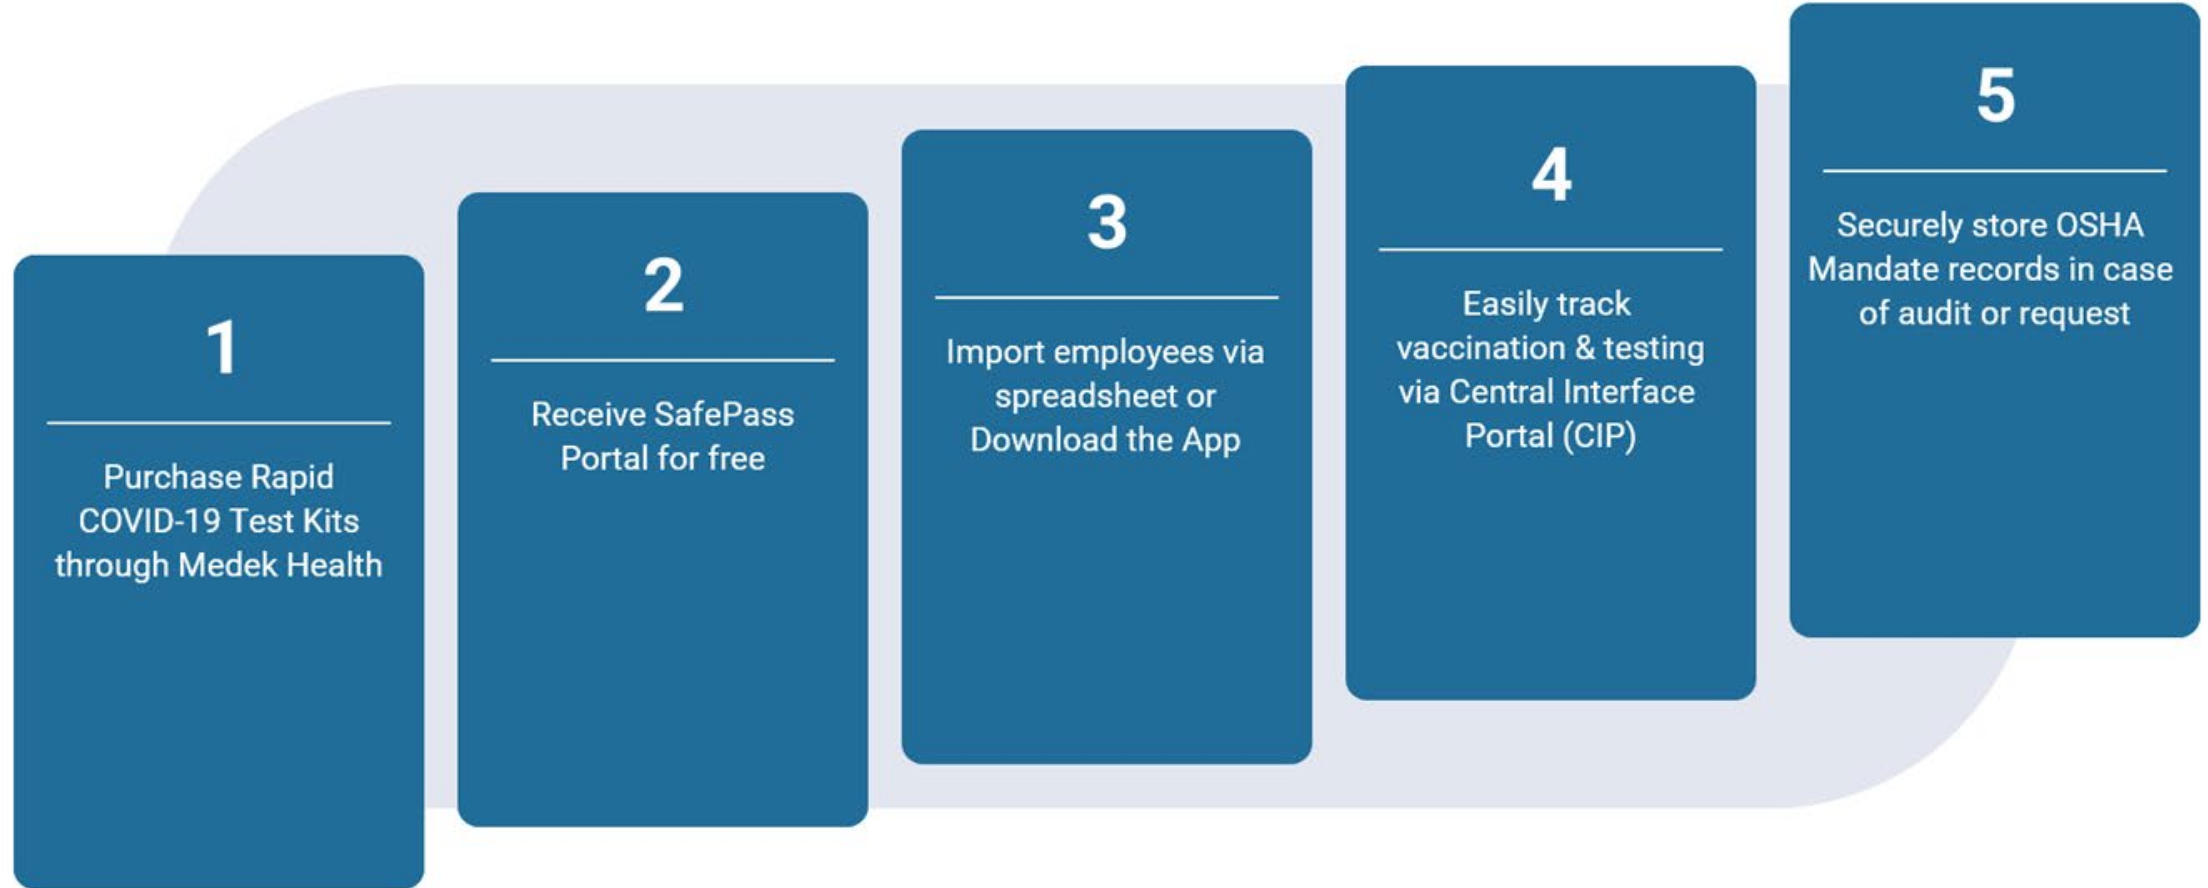 1
Purchase Rapid
COVID-19 Test Kits
through Medek Health
2
Receive SafePass
Portal for free
3
Import employees via
spreadsheet or
Download the App
4
Easily track
vaccination & testing
via Central Interface
Portal (CIP)
5
Securely store OSHA
Mandate records in case
of audit or request